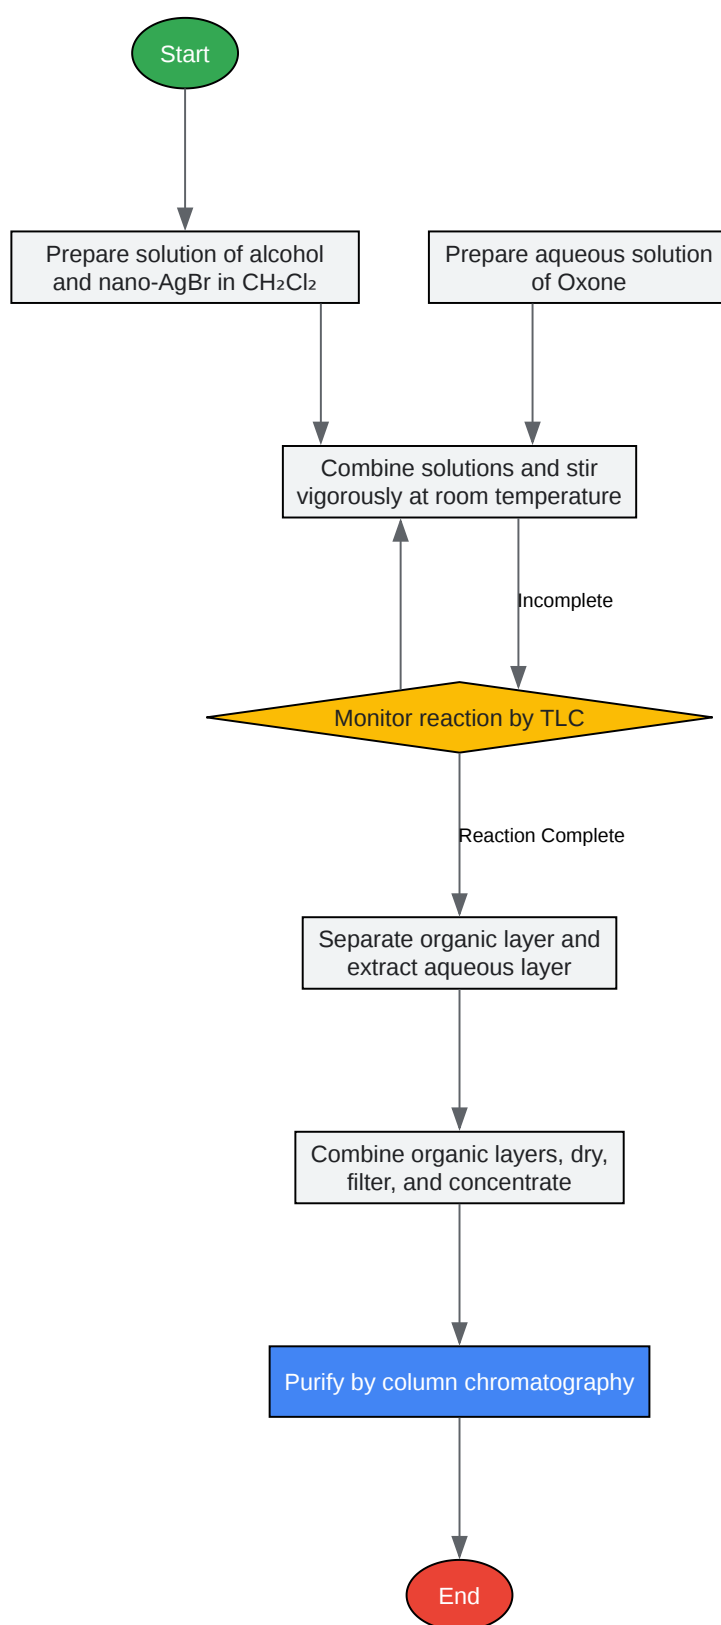 Start
Prepare solution of alcohol
and nano-AgBr in CH₂Cl₂
Prepare aqueous solution
of Oxone
Combine solutions and stir
vigorously at room temperature
Incomplete
Monitor reaction by TLC
Reaction Complete
Separate organic layer and
extract aqueous layer
Combine organic layers, dry,
filter, and concentrate
Purify by column chromatography
End